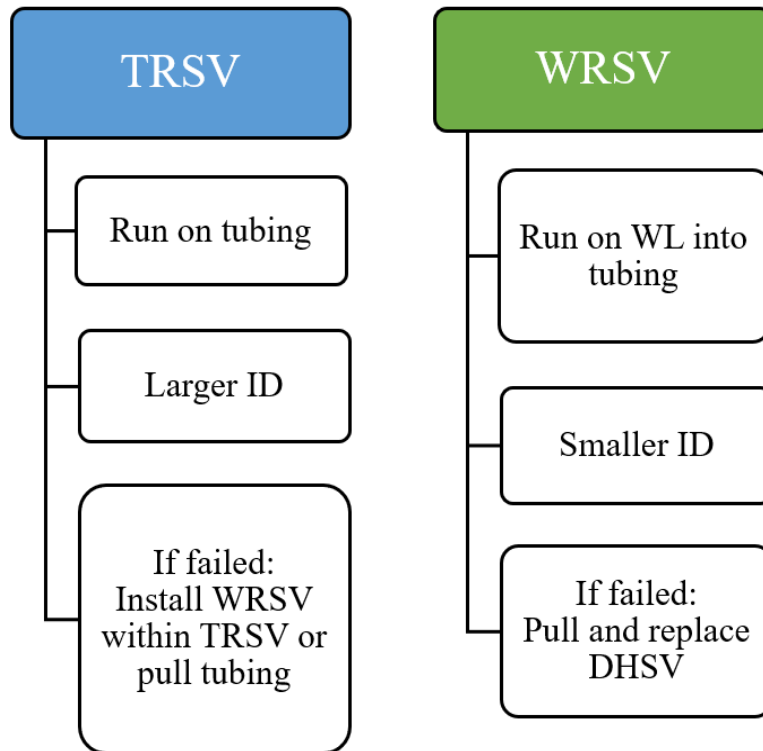 TRSV
Run on tubing
Larger ID
If failed:
Install WRSV
within TRSV or
pull tubing
WRSV
Run on WL into
tubing
Smaller ID
If failed:
Pull and replace
DHSV